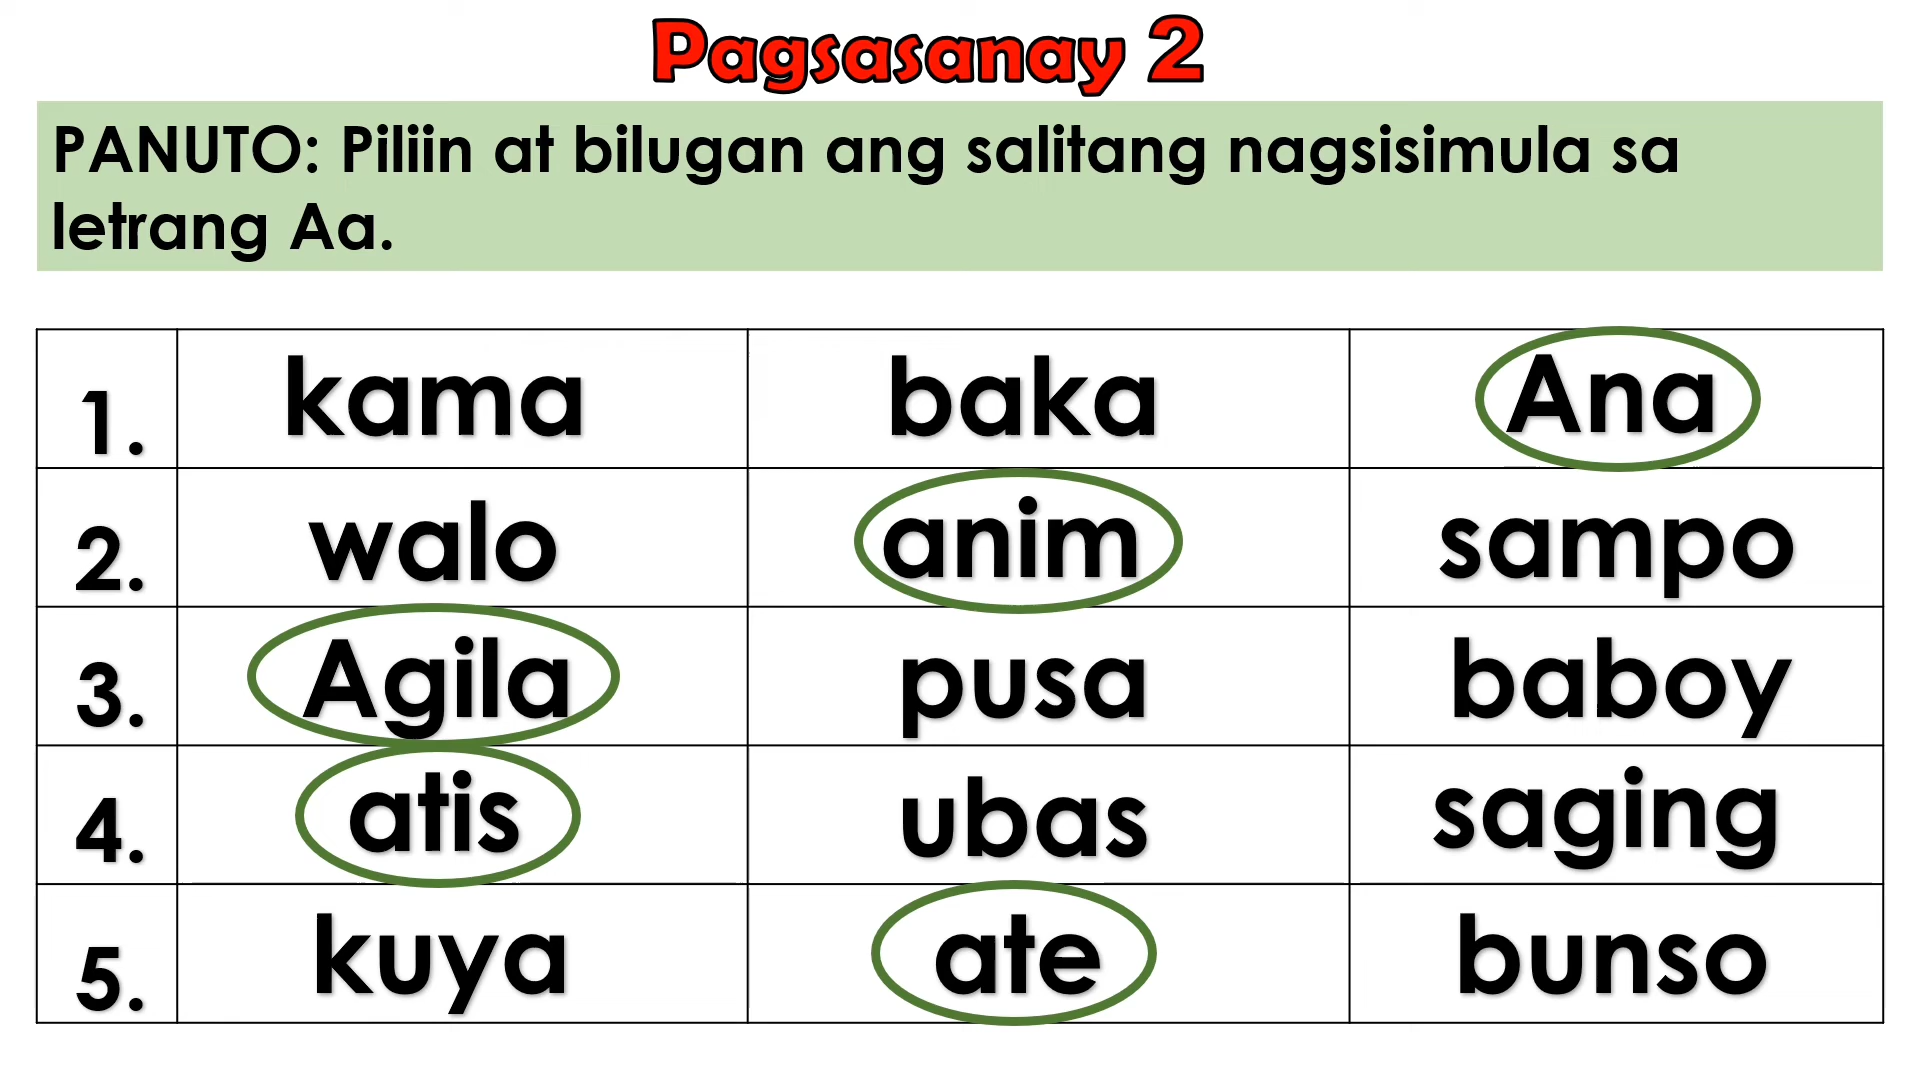 Pagsasanay 2
PANUTO: Piliin at bilugan ang salitang nagsisimula sa
letrang Aa.
1. kama baka Ana
2. walo anim sampo
3. Agila pusa baboy
4. atis ubas saging
5. kuya ate bunso